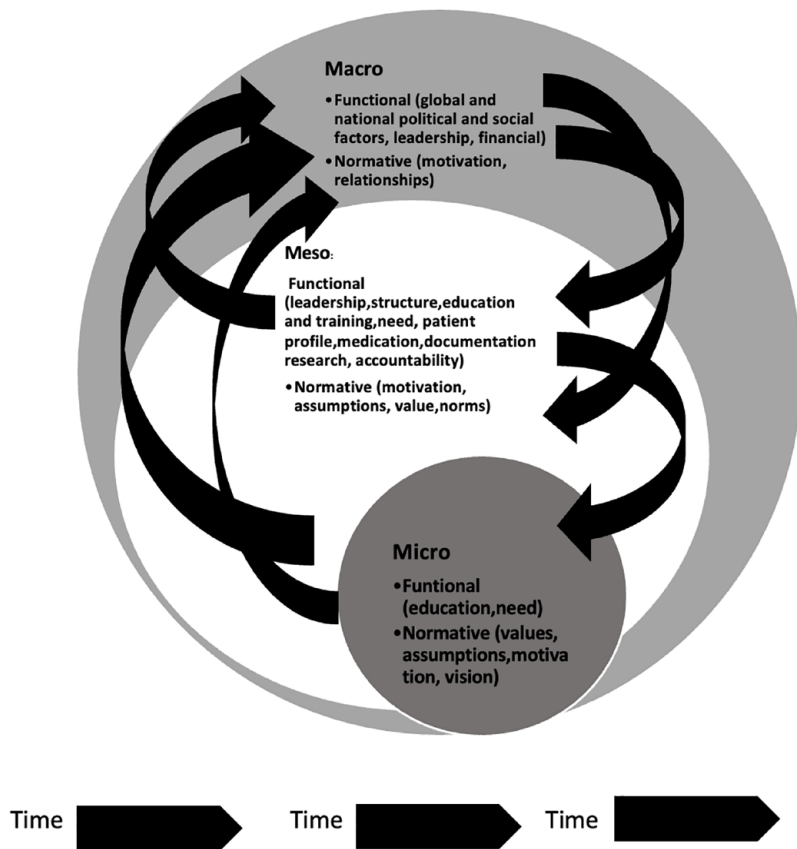 Macro
•Functional (global and
national political and social
factors, leadership, financial)
•Normative (motivation,
relationships)
Meso:
Functional
(leadership,structure,education
and training,need, patient
profile,medication,documentation
research, accountability)
•Normative (motivation,
assumptions, value,norms)
Micro
•Funtional
(education,need)
•Normative (values,
assumptions,motiva
tion, vision)
Time Time Time